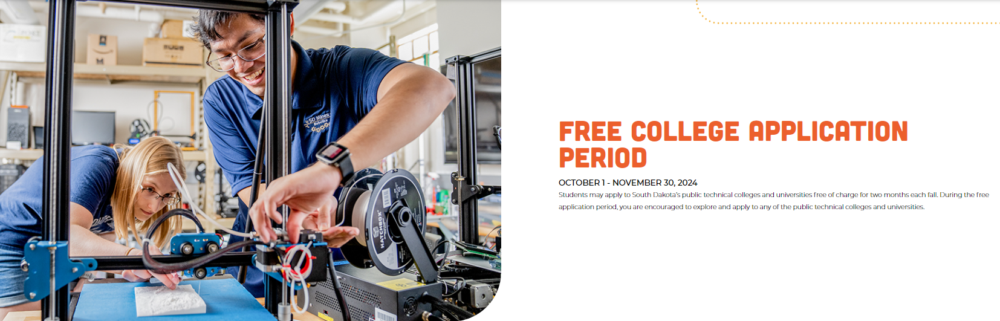 SD Mines
Robotics
HATCHBOX
FREE COLLEGE APPLICATION
PERIOD
OCTOBER 1 - NOVEMBER 30, 2024
Students may apply to South Dakota's public technical colleges and universities free of charge for two months each fall. During the free
application period, you are encouraged to explore and apply to any of the public technical colleges and universities.